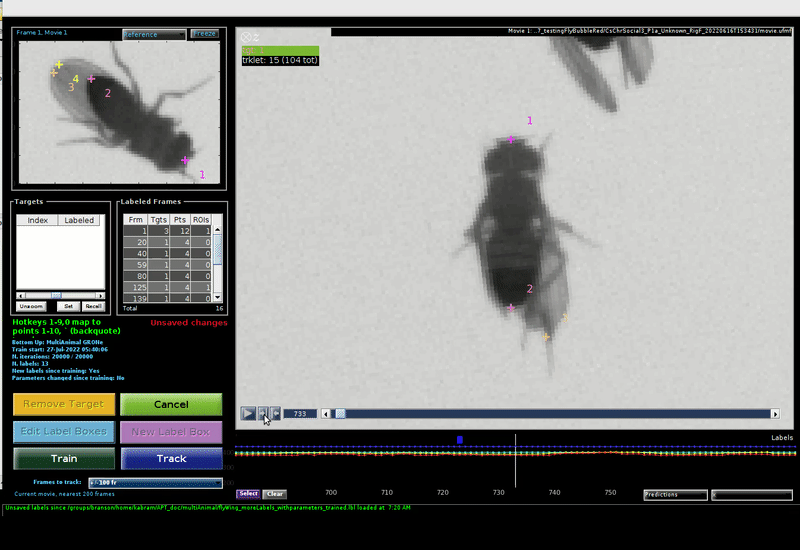 Frame 1, Movie 1
Reference
Freeze
Movie 1: ..7_testingFlyBubbleRed/CsChrSocial3_P1a_Unknown_RigF_20220616T153431/movie.ufmf
trklet: 15 (104 tot)
4
3
2
1
1
2
Targets
Index Labeled
Unzoom Set Recall
Labeled Frames
Frm Tgts Pts ROIs
1 3 12 1
20 1 4 0
40 1 4 0
59 1 4 0
80 1 4 0
125 1 4 1
139 1 4 0
Total 16
Hotkeys 1-9,0 map to
points 1-10, ` (backquote)
Unsaved changes
Bottom Up: MultiAnimal GRONe
Train start: 27-Jul-2022 05:40:06
N. iterations: 20000 / 20000
N. labels: 13
New labels since training: Yes
Parameters changed since training: No
Remove Target
Cancel
Edit Label Boxes
New Label Box
Train
Track
Frames to track:
+/-100 fr
Current movie, nearest 200 frames
733
Labels
Select Clear
700 710 720 730 740 750
Predictions
x
Unsaved labels since /groups/branson/home/kabram/APT_doc/multiAnimal/flyWing_moreLabels_withparameters_trained.lbl loaded at 7:20 AM